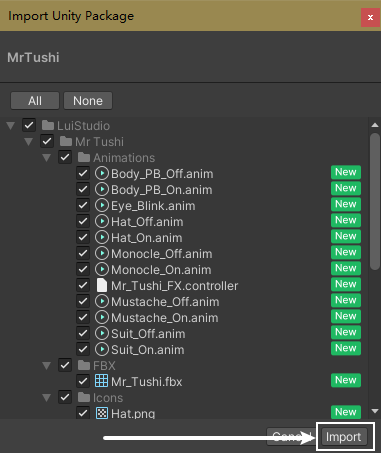 Import Unity Package
x
MrTushi
All None
LuiStudio
Mr Tushi
Animations
Body_PB_Off.anim New
Body_PB_On.anim New
Eye_Blink.anim New
Hat_Off.anim New
Hat_On.anim New
Monocle_Off.anim New
Monocle_On.anim New
Mr_Tushi_FX.controller New
Mustache_Off.anim New
Mustache_On.anim New
Suit_Off.anim New
Suit_On.anim New
FBX
Mr_Tushi.fbx New
Icons
Hat.png New
Import